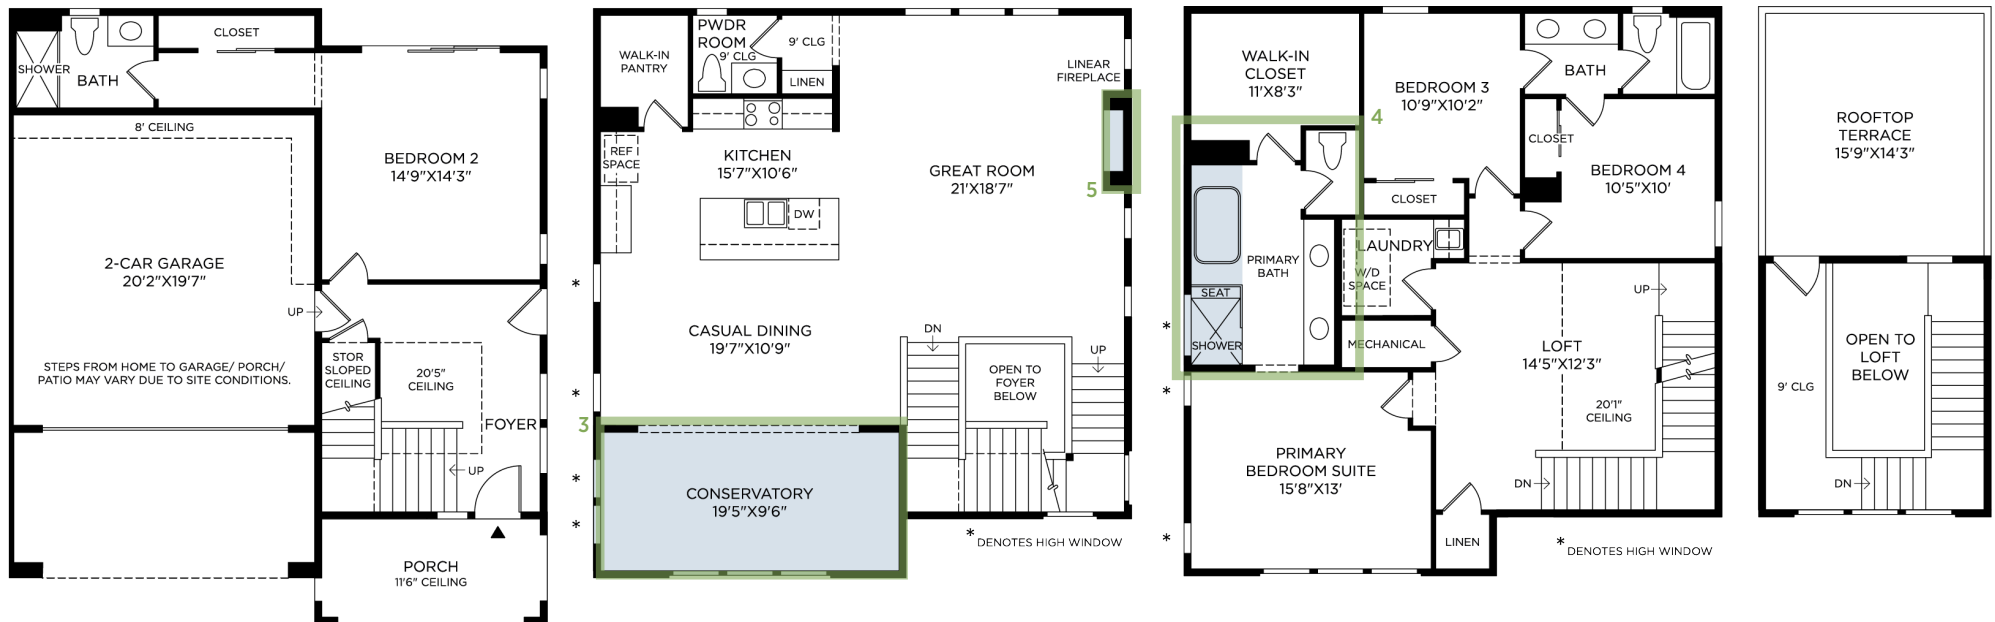 CLOSET
SHOWER
BATH
8' CEILING
BEDROOM 2
14'9"X14'3"
2-CAR GARAGE
20'2"X19'7"
UP
STEPS FROM HOME TO GARAGE/ PORCH/
PATIO MAY VARY DUE TO SITE CONDITIONS.
STOR
SLOPED
CEILING
20'5"
CEILING
FOYER
UP
PORCH
11'6" CEILING
WALK-IN
PANTRY
PWDR
ROOM
9' CLG
9' CLG
LINEN
LINEAR
FIREPLACE
REF
SPACE
KITCHEN
15'7"X10'6"
GREAT ROOM
21'X18'7"
5
DW
*
CASUAL DINING
19'7"X10'9"
DN
UP
OPEN TO
FOYER
BELOW
*
3
*
CONSERVATORY
19'5"X9'6"
*
* DENOTES HIGH WINDOW
WALK-IN
CLOSET
11'X8'3"
4
BEDROOM 3
10'9"X10'2"
BATH
CLOSET
BEDROOM 4
10'5"X10'
CLOSET
LAUNDRY
W/D
SPACE
PRIMARY
BATH
SEAT
SHOWER
*
MECHANICAL
UP
LOFT
14'5"X12'3"
*
20'1"
CEILING
PRIMARY
BEDROOM SUITE
15'8"X13'
DN
*
LINEN
* DENOTES HIGH WINDOW
ROOFTOP
TERRACE
15'9"X14'3"
OPEN TO
LOFT
BELOW
9' CLG
DN